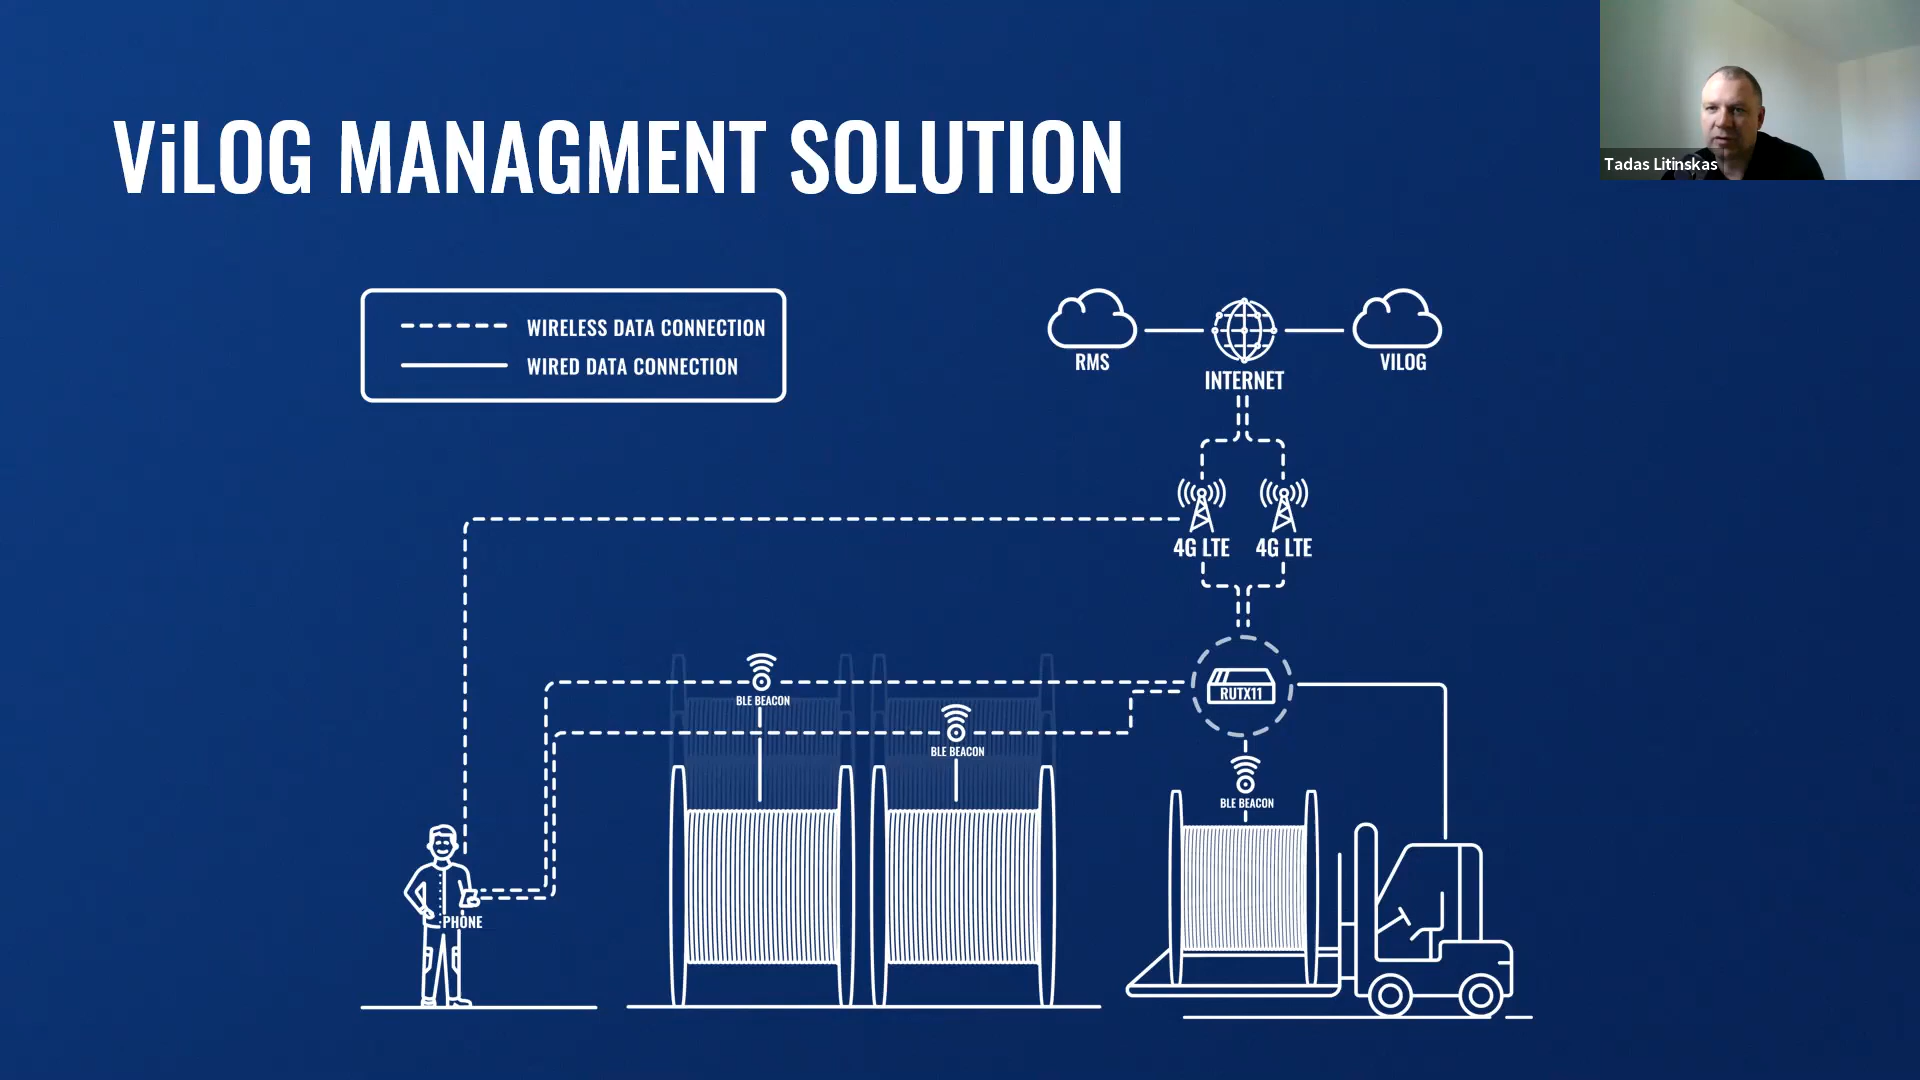 ViLOG MANAGMENT SOLUTION
Tadas Litinskas
WIRELESS DATA CONNECTION
WIRED DATA CONNECTION
RMS
INTERNET
VILOG
4G LTE
4G LTE
RUTX11
BLE BEACON
BLE BEACON
BLE BEACON
PHONE